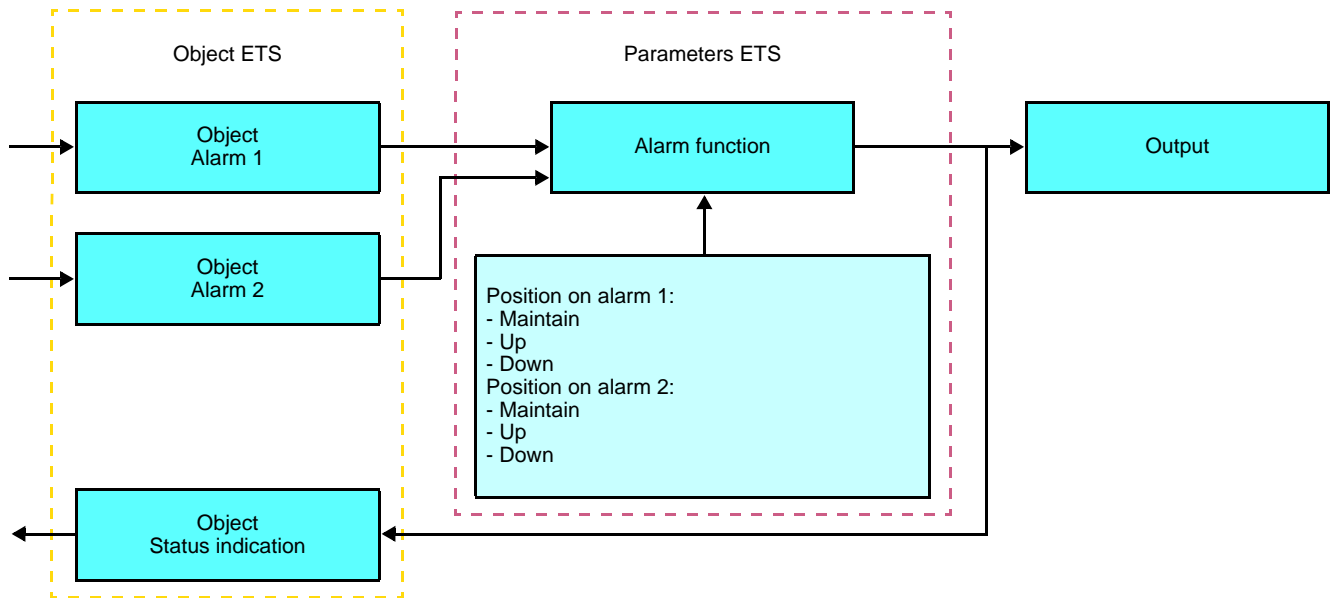 Object ETS
Parameters ETS
Object
Alarm 1
Alarm function
Output
Object
Alarm 2
Position on alarm 1:
- Maintain
- Up
- Down
Position on alarm 2:
- Maintain
- Up
- Down
Object
Status indication